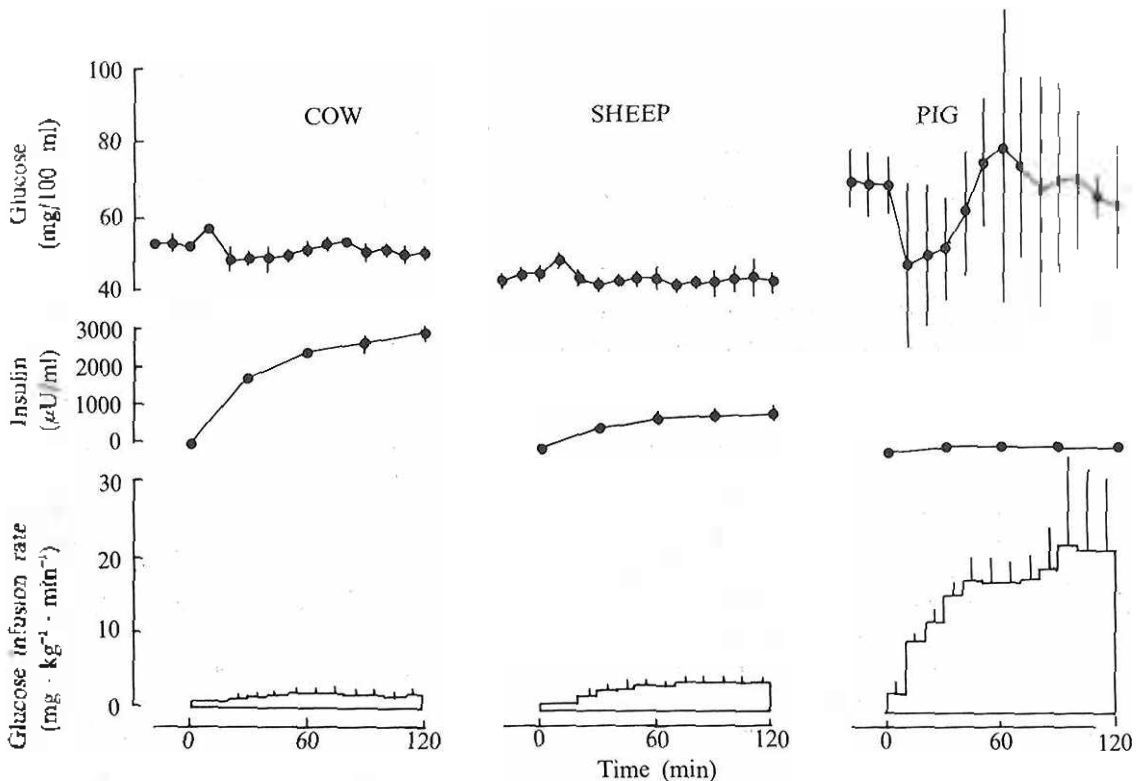 Glucose
(mg/100 ml)
100
80
60
40
COW
SHEEP
PIG
Insulin
(μU/ml)
3000
2000
1000
0
Glucose infusion rate
(mg · kg⁻¹ · min⁻¹)
30
20
10
0
0 60 120
0 60 120
0 60 120
Time (min)